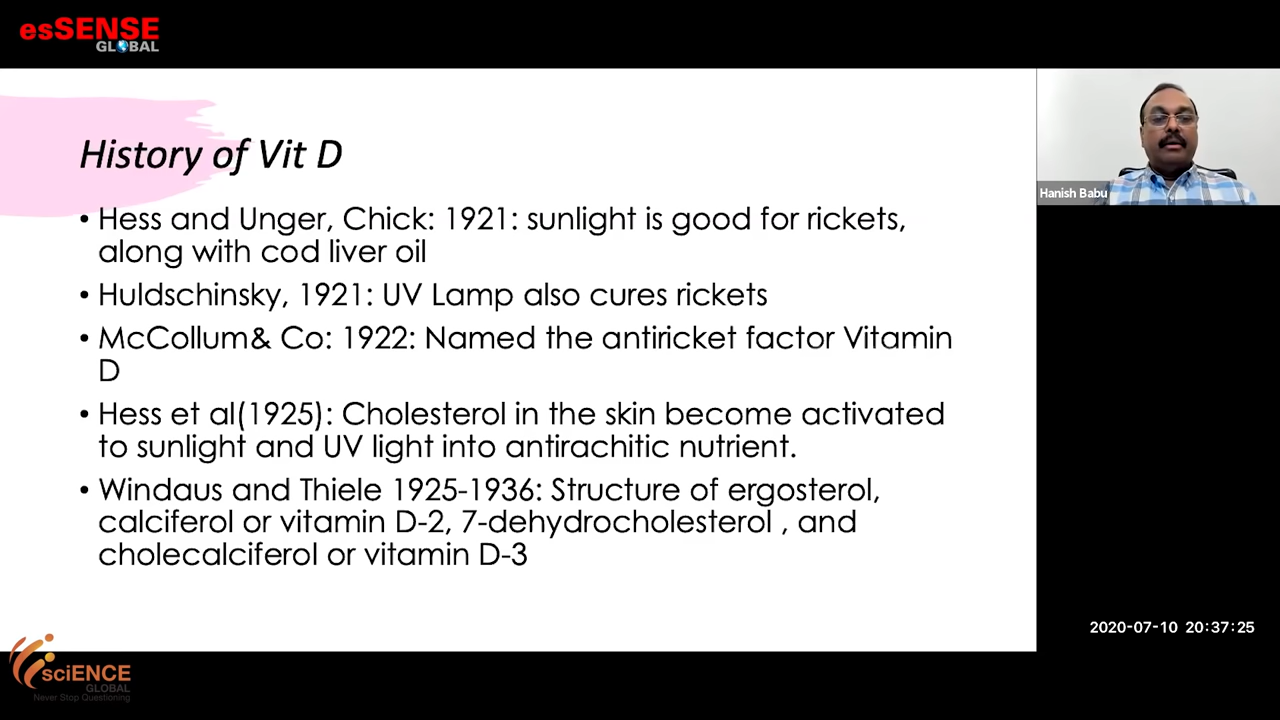 esSENSE
GLOBAL
History of Vit D
• Hess and Unger, Chick: 1921: sunlight is good for rickets,
along with cod liver oil
• Huldschinsky, 1921: UV Lamp also cures rickets
• McCollum& Co: 1922: Named the antiricket factor Vitamin
D
• Hess et al(1925): Cholesterol in the skin become activated
to sunlight and UV light into antirachitic nutrient.
• Windaus and Thiele 1925-1936: Structure of ergosterol,
calciferol or vitamin D-2, 7-dehydrocholesterol , and
cholecalciferol or vitamin D-3
Hanish Babu
2020-07-10 20:37:25
sciENCE
GLOBAL
Never Stop Questioning